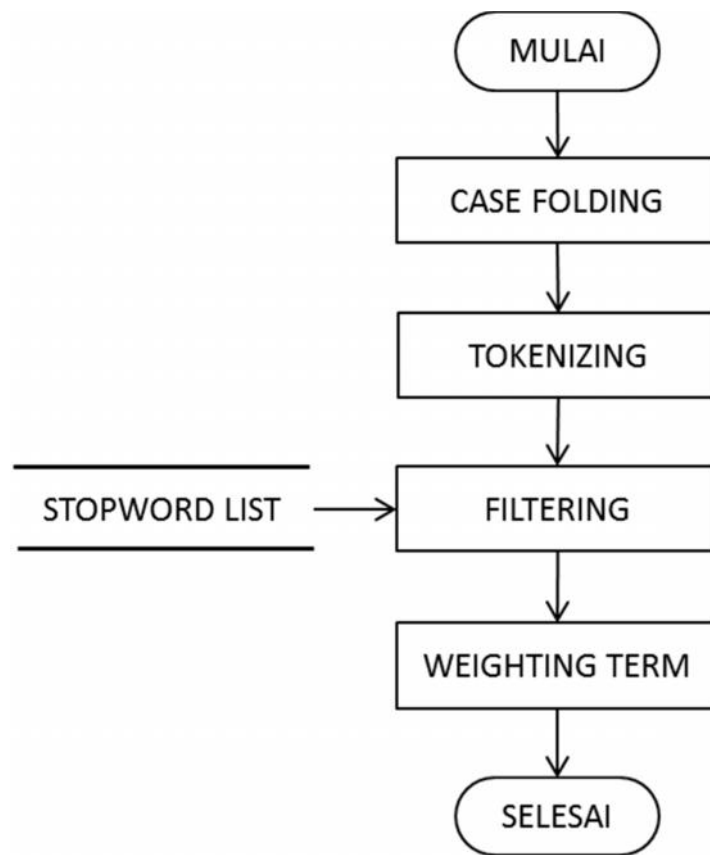 MULAI
CASE FOLDING
TOKENIZING
STOPWORD LIST
FILTERING
WEIGHTING TERM
SELESAI